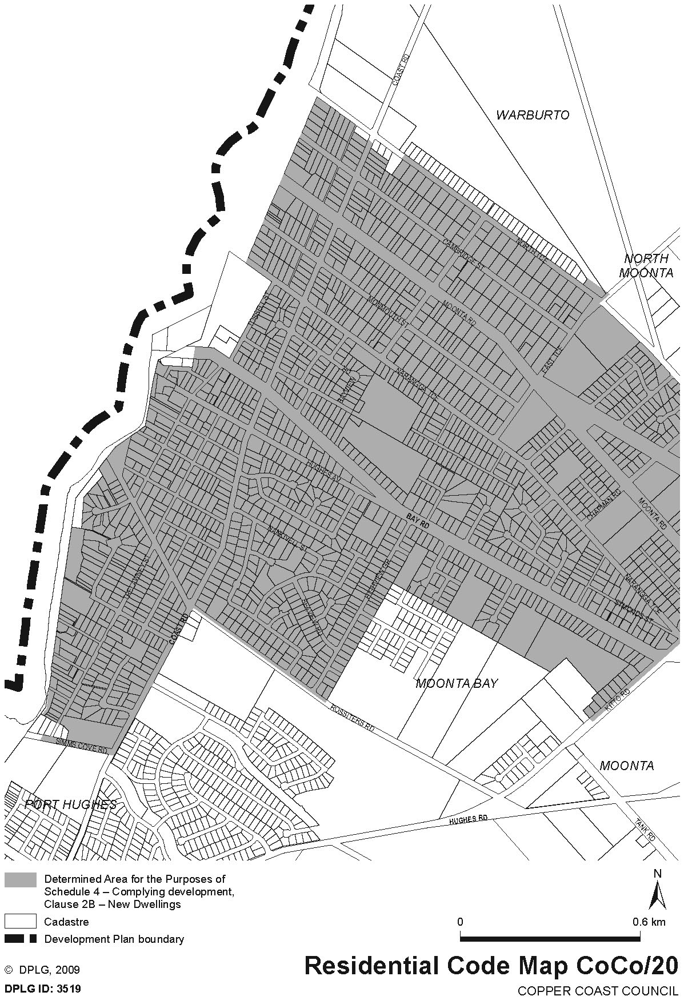 COAST RD
WARBURTO
NORTH
MOONTA
NORTH TCE
CAMBRIDGE ST
MOONTA RD
MONMOUTH ST
EAST TCE
NARANGGA TCE
BAYVIEW
HUGHES AV
BAY RD
CHAPMAN RD
MOONTA RD
NANKIVELL ST
NARANGGA TCE
SYMONDS ST
COAST RD
MOONTA BAY
KITTO RD
ROSSITERS RD
SIMMS COVE RD
MOONTA
PORT HUGHES
HUGHES RD
TANK RD
Determined Area for the Purposes of
Schedule 4 – Complying development,
Clause 2B – New Dwellings
Cadastre
Development Plan boundary
N
0 0.6 km
© DPLG, 2009
DPLG ID: 3519
Residential Code Map CoCo/20
COPPER COAST COUNCIL